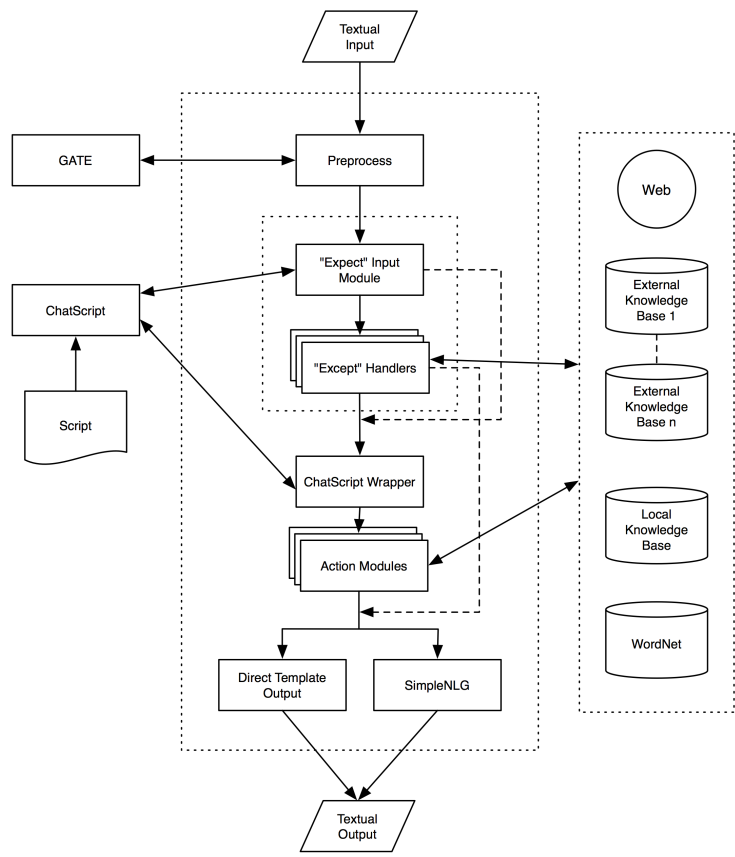 Textual
Input
GATE
Preprocess
Web
"Expect" Input
Module
ChatScript
External
Knowledge
Base 1
"Except" Handlers
External
Knowledge
Base n
Script
ChatScript Wrapper
Local
Knowledge
Base
Action Modules
WordNet
Direct Template
Output
SimpleNLG
Textual
Output